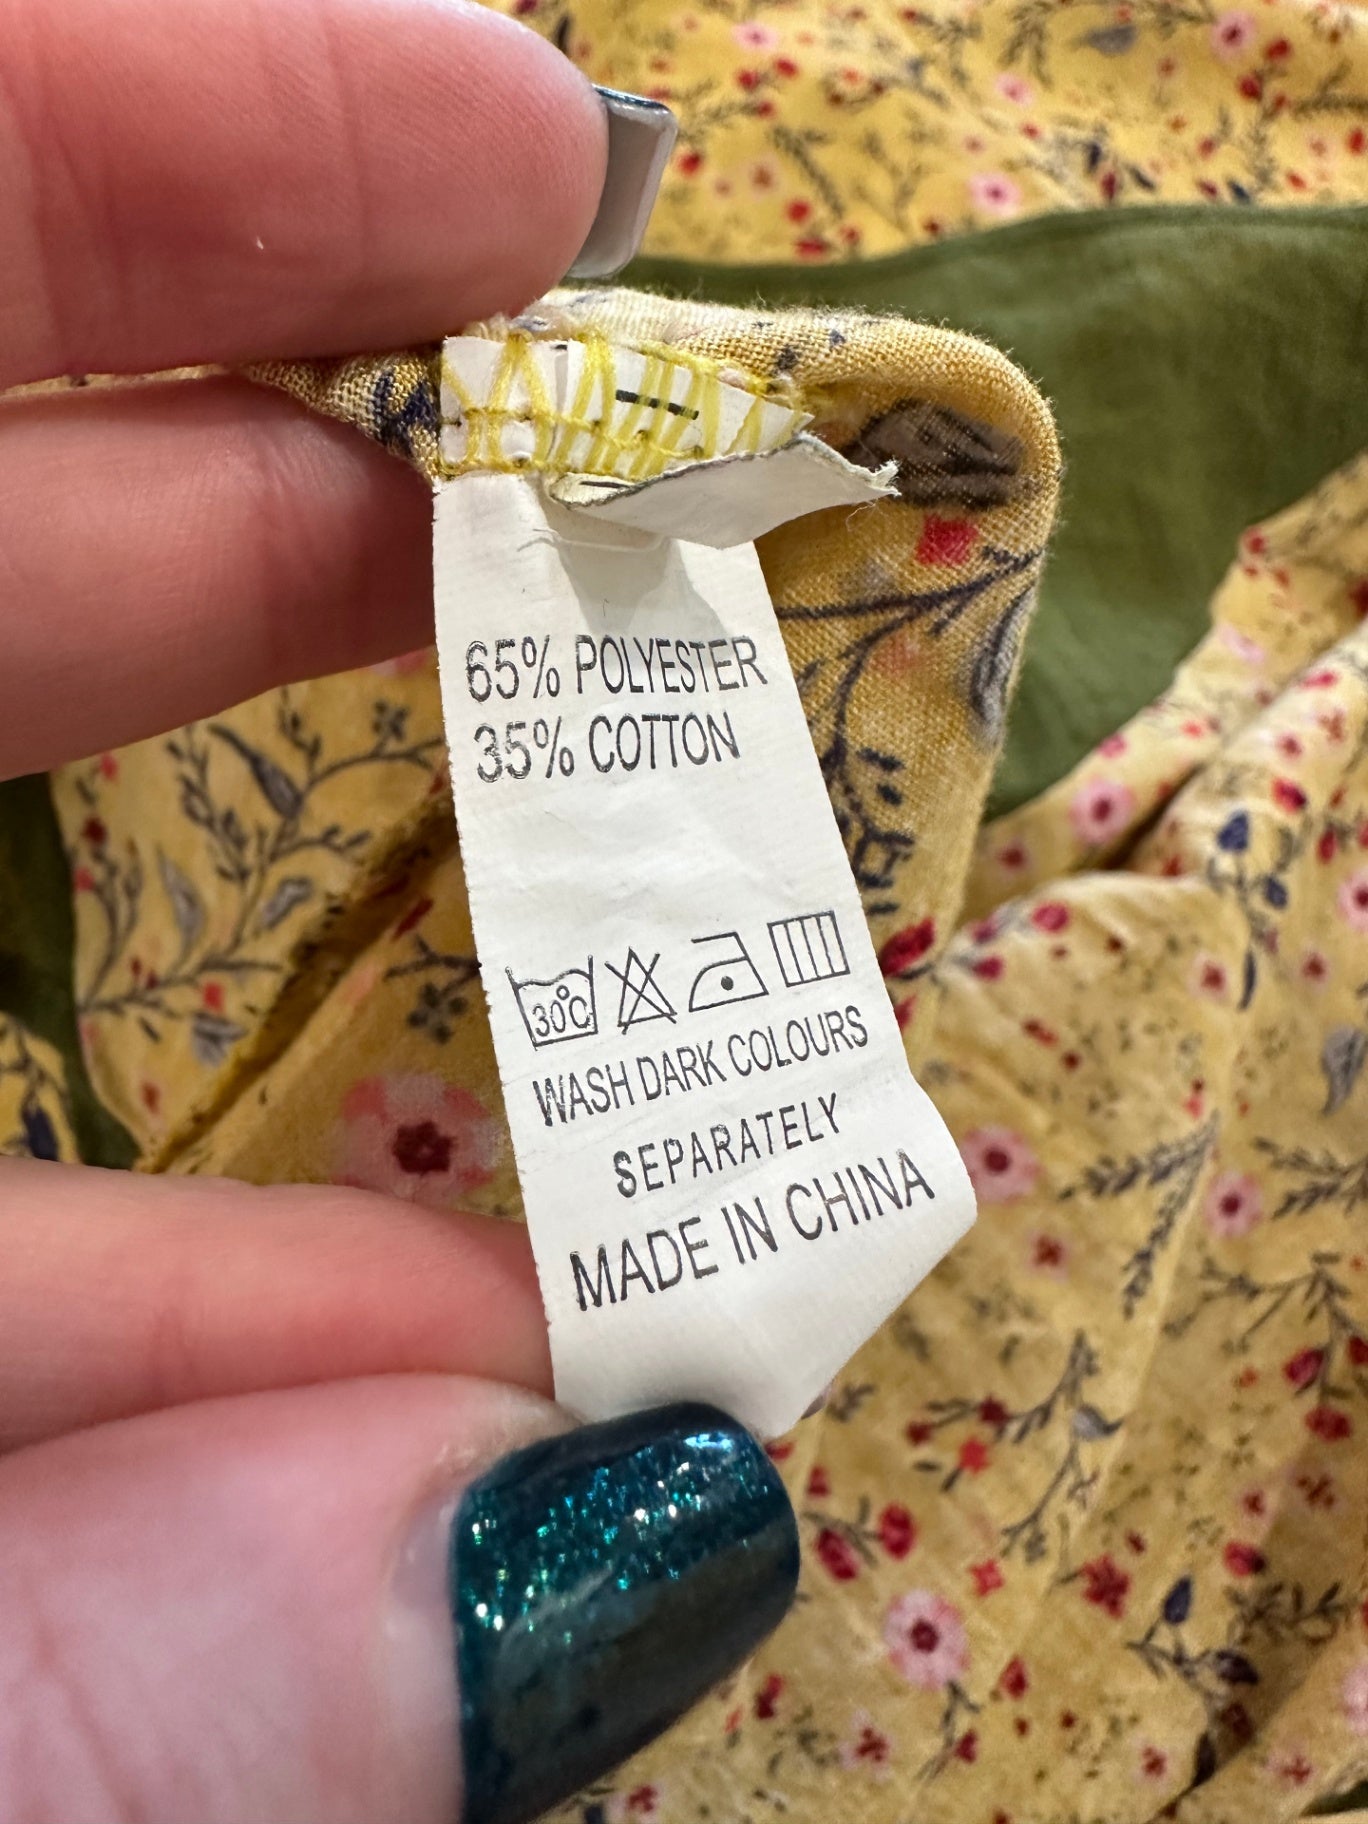 65% POLYESTER
35% COTTON
30°C
WASH DARK COLOURS
SEPARATELY
MADE IN CHINA